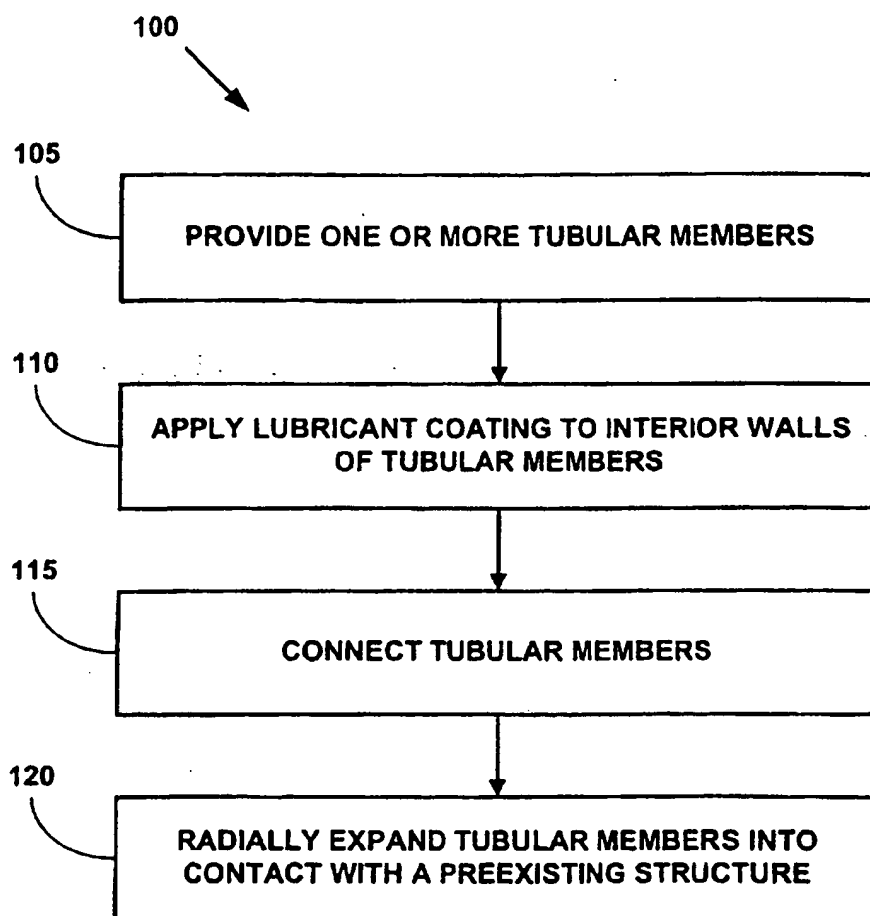 100
105
PROVIDE ONE OR MORE TUBULAR MEMBERS
110
APPLY LUBRICANT COATING TO INTERIOR WALLS
OF TUBULAR MEMBERS
115
CONNECT TUBULAR MEMBERS
120
RADIALLY EXPAND TUBULAR MEMBERS INTO
CONTACT WITH A PREEXISTING STRUCTURE